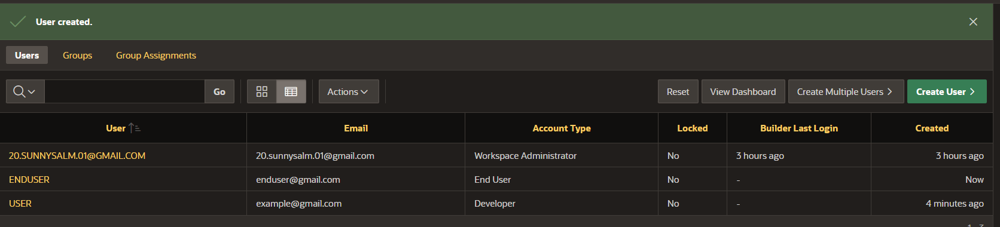 User created.
Users Groups Group Assignments
Go Actions Reset View Dashboard Create Multiple Users Create User
User Email Account Type Locked Builder Last Login Created
20.SUNNYSALM.01@GMAIL.COM 20.sunnysalm.01@gmail.com Workspace Administrator No 3 hours ago 3 hours ago
ENDUSER enduser@gmail.com End User No - Now
USER example@gmail.com Developer No - 4 minutes ago